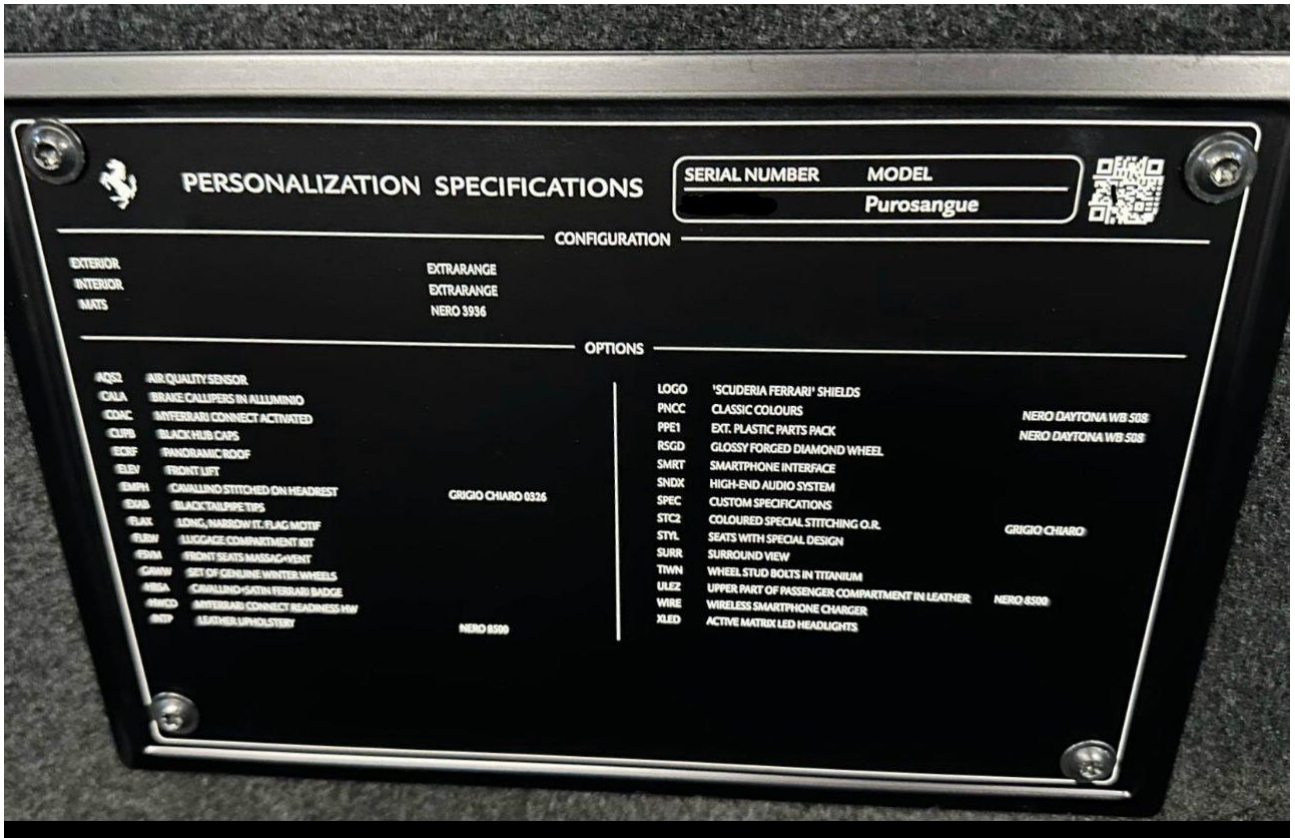 PERSONALIZATION SPECIFICATIONS
SERIAL NUMBER MODEL
Purosangue
CONFIGURATION
EXTERIOR EXTRARANGE
INTERIOR EXTRARANGE
MATS NERO 3936
OPTIONS
AQS2 AIR QUALITY SENSOR
CALA BRAKE CALLIPERS IN ALLUMINIO
CDAC MYFERRARI CONNECT ACTIVATED
CUPB BLACK HUB CAPS
ECRF PANDRAMIC ROOF
ELEV FRONT LIFT
EMPH CAVALLINO STITCHED ON HEADREST GRIGIO CHIARO 0326
EXAB BLACK TAILPIPE TIPS
FLAX LONG, NARROW IT. FLAG MOTIF
FLRW LUGGAGE COMPARTMENT KIT
FSVM FRONT SEATS MASSAG+VENT
GAWW SET OF GENUINE WINTER WHEELS
CAVALLINO+SATIN FERRARI BADGE
HWCD MYFERRARI CONNECT READINESS HW
INTP LEATHER UPHOLSTERY NERO 8500
LOGO 'SCUDERIA FERRARI' SHIELDS
PNCC CLASSIC COLOURS NERO DAYTONA WB 508
PPE1 EXT. PLASTIC PARTS PACK NERO DAYTONA WB 508
RSGD GLOSSY FORGED DIAMOND WHEEL
SMRT SMARTPHONE INTERFACE
SNDX HIGH-END AUDIO SYSTEM
SPEC CUSTOM SPECIFICATIONS
STC2 COLOURED SPECIAL STITCHING O.R. GRIGIO CHIARO
STYL SEATS WITH SPECIAL DESIGN
SURR SURROUND VIEW
TIWN WHEEL STUD BOLTS IN TITANIUM
ULEZ UPPER PART OF PASSENGER COMPARTMENT IN LEATHER NERO 8500
WIRE WIRELESS SMARTPHONE CHARGER
XLED ACTIVE MATRIX LED HEADLIGHTS